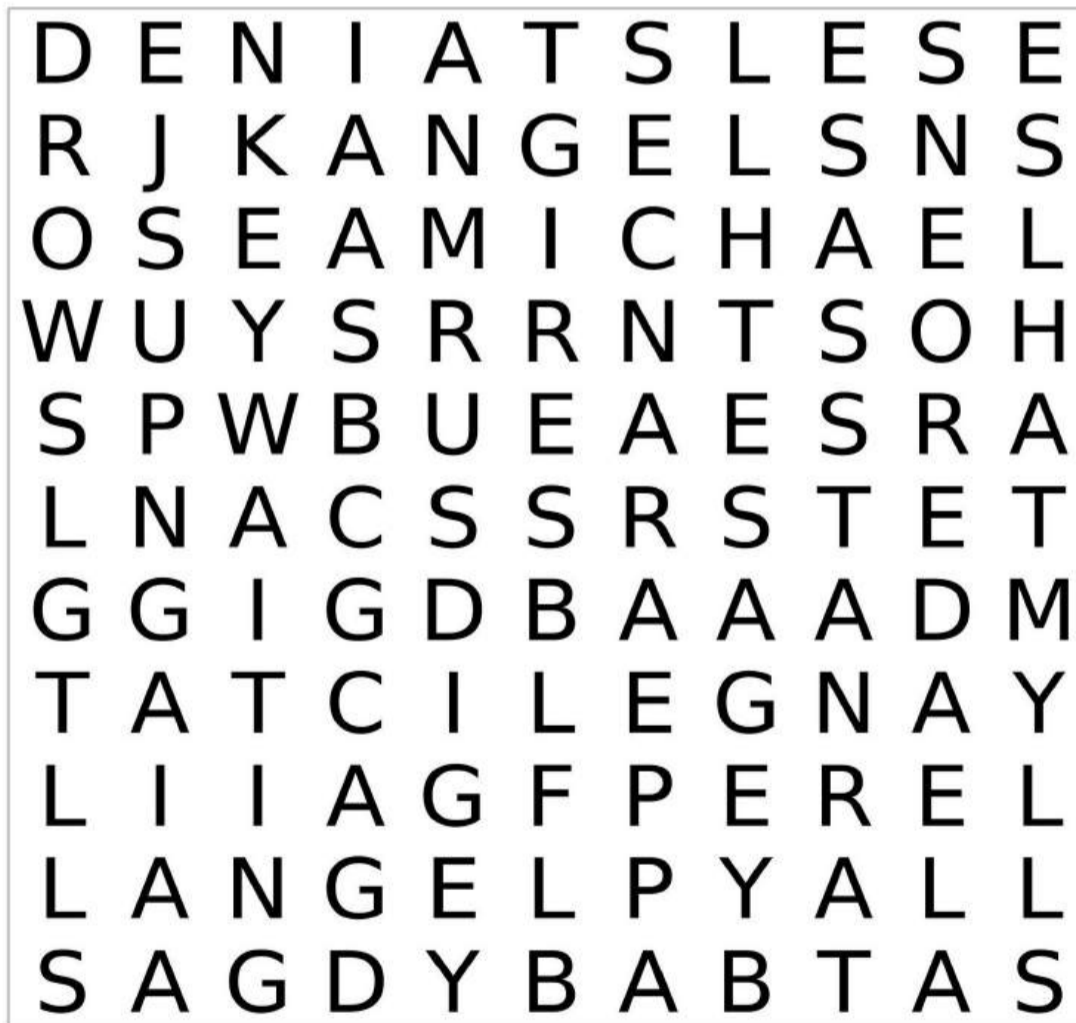 D E N I A T S L E S E
R J K A N G E L S N S
O S E A M I C H A E L
W U Y S R R N T S O H
S P W B U E A E S R A
L N A C S S R S T E T
G G I G D B A A A D M
T A T C I L E G N A Y
L I I A G F P E R E L
L A N G E L P Y A L L
S A G D Y B A B T A S